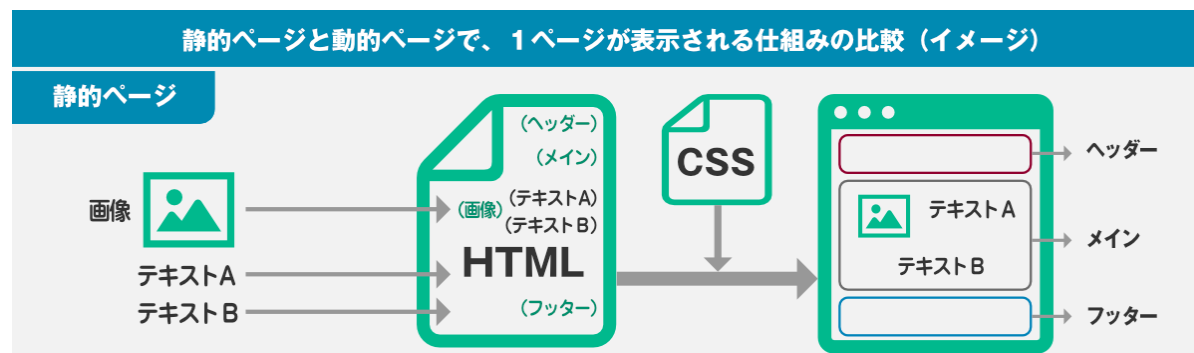 静的ページと動的ページで、1ページが表示される仕組みの比較（イメージ）
静的ページ
画像
テキストA
テキストB
（ヘッダー）
（メイン）
（画像）
（テキストA）
（テキストB）
HTML
（フッター）
CSS
テキストA
テキストB
ヘッダー
メイン
フッター